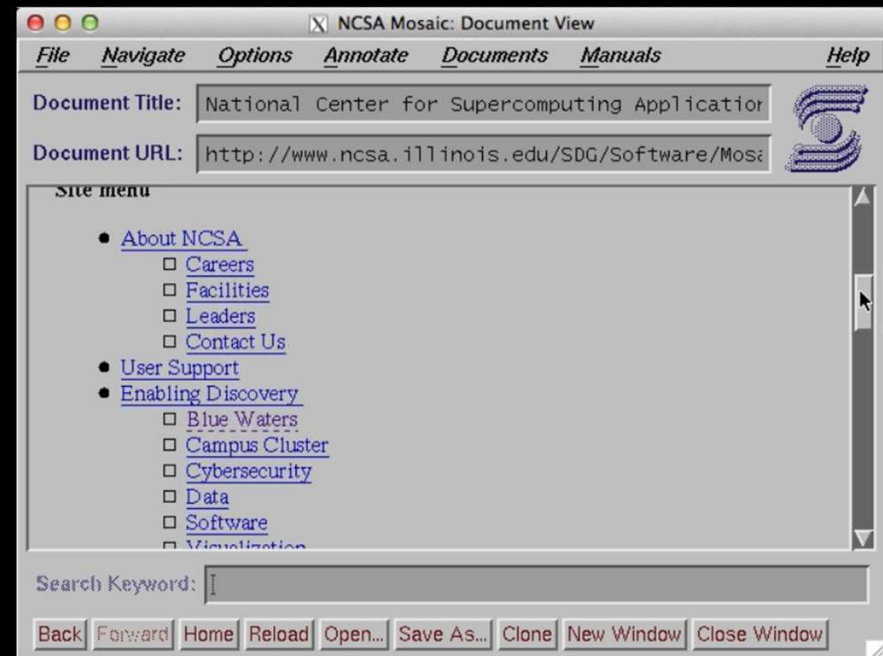 NCSA Mosaic: Document View
File Navigate Options Annotate Documents Manuals Help
Document Title: National Center for Supercomputing Application
Document URL: http://www.ncsa.illinois.edu/SDG/Software/Mosa
Site menu
About NCSA
Careers
Facilities
Leaders
Contact Us
User Support
Enabling Discovery
Blue Waters
Campus Cluster
Cybersecurity
Data
Software
Visualization
Search Keyword:
Back Forward Home Reload Open... Save As... Clone New Window Close Window